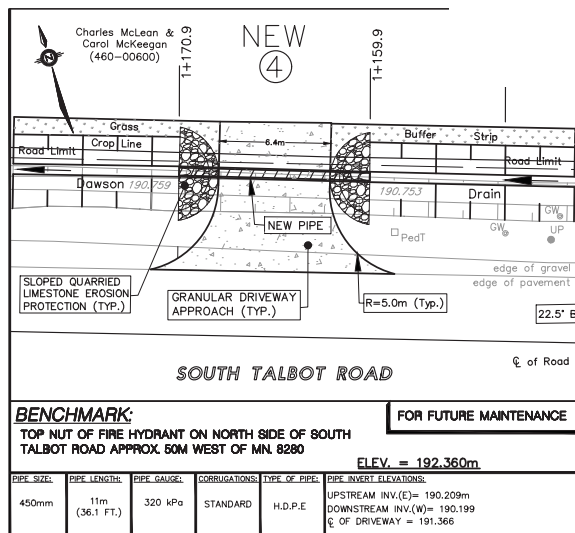 Charles McLean &
Carol McKeegan
(460-00600)
N
1+170.9
NEW
4
1+159.9
Grass
Buffer Strip
Crop Line
6.4m
Road Limit
Road Limit
Dawson 190.759
190.753 Drain
NEW PIPE
GW
GW
UP
PedT
edge of gravel
edge of pavement
SLOPED QUARRIED
LIMESTONE EROSION
PROTECTION (TYP.)
GRANULAR DRIVEWAY
APPROACH (TYP.)
R=5.0m (Typ.)
22.5°
℄ of Road
SOUTH TALBOT ROAD
BENCHMARK:
TOP NUT OF FIRE HYDRANT ON NORTH SIDE OF SOUTH
TALBOT ROAD APPROX. 50M WEST OF MN. 8280
FOR FUTURE MAINTENANCE
ELEV. = 192.360m
PIPE SIZE: PIPE LENGTH: PIPE GAUGE: CORRUGATIONS: TYPE OF PIPE: PIPE INVERT ELEVATIONS:
450mm 11m (36.1 FT.) 320 kPa STANDARD H.D.P.E
UPSTREAM INV.(E)= 190.209m
DOWNSTREAM INV.(W)= 190.199
℄ OF DRIVEWAY = 191.366